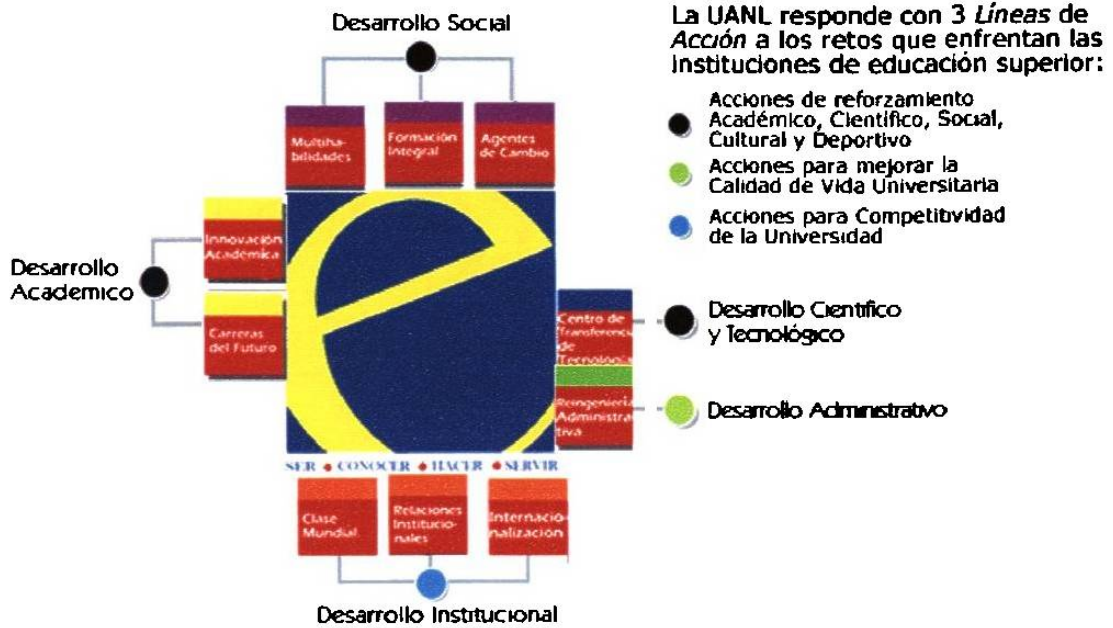 Desarrollo Social
La UANL responde con 3 Líneas de
Acción a los retos que enfrentan las
instituciones de educación superior:
Acciones de reforzamiento
Académico, Científico, Social,
Cultural y Deportivo
Acciones para mejorar la
Calidad de Vida Universitaria
Acciones para Competitividad
de la Universidad
Multiha-
bilidades
Formación
Integral
Agentes
de Cambio
Desarrollo
Academico
Innovación
Académica
Carreras
del Futuro
Centro de
Transferencia
de
Tecnología
Desarrollo Científico
y Tecnológico
Reingeniería
Administra-
tiva
Desarrollo Administrativo
SER • CONOCER • HACER • SERVIR
Clase
Mundial
Relaciones
Institucio-
nales
Internacio-
nalización
Desarrollo Institucional